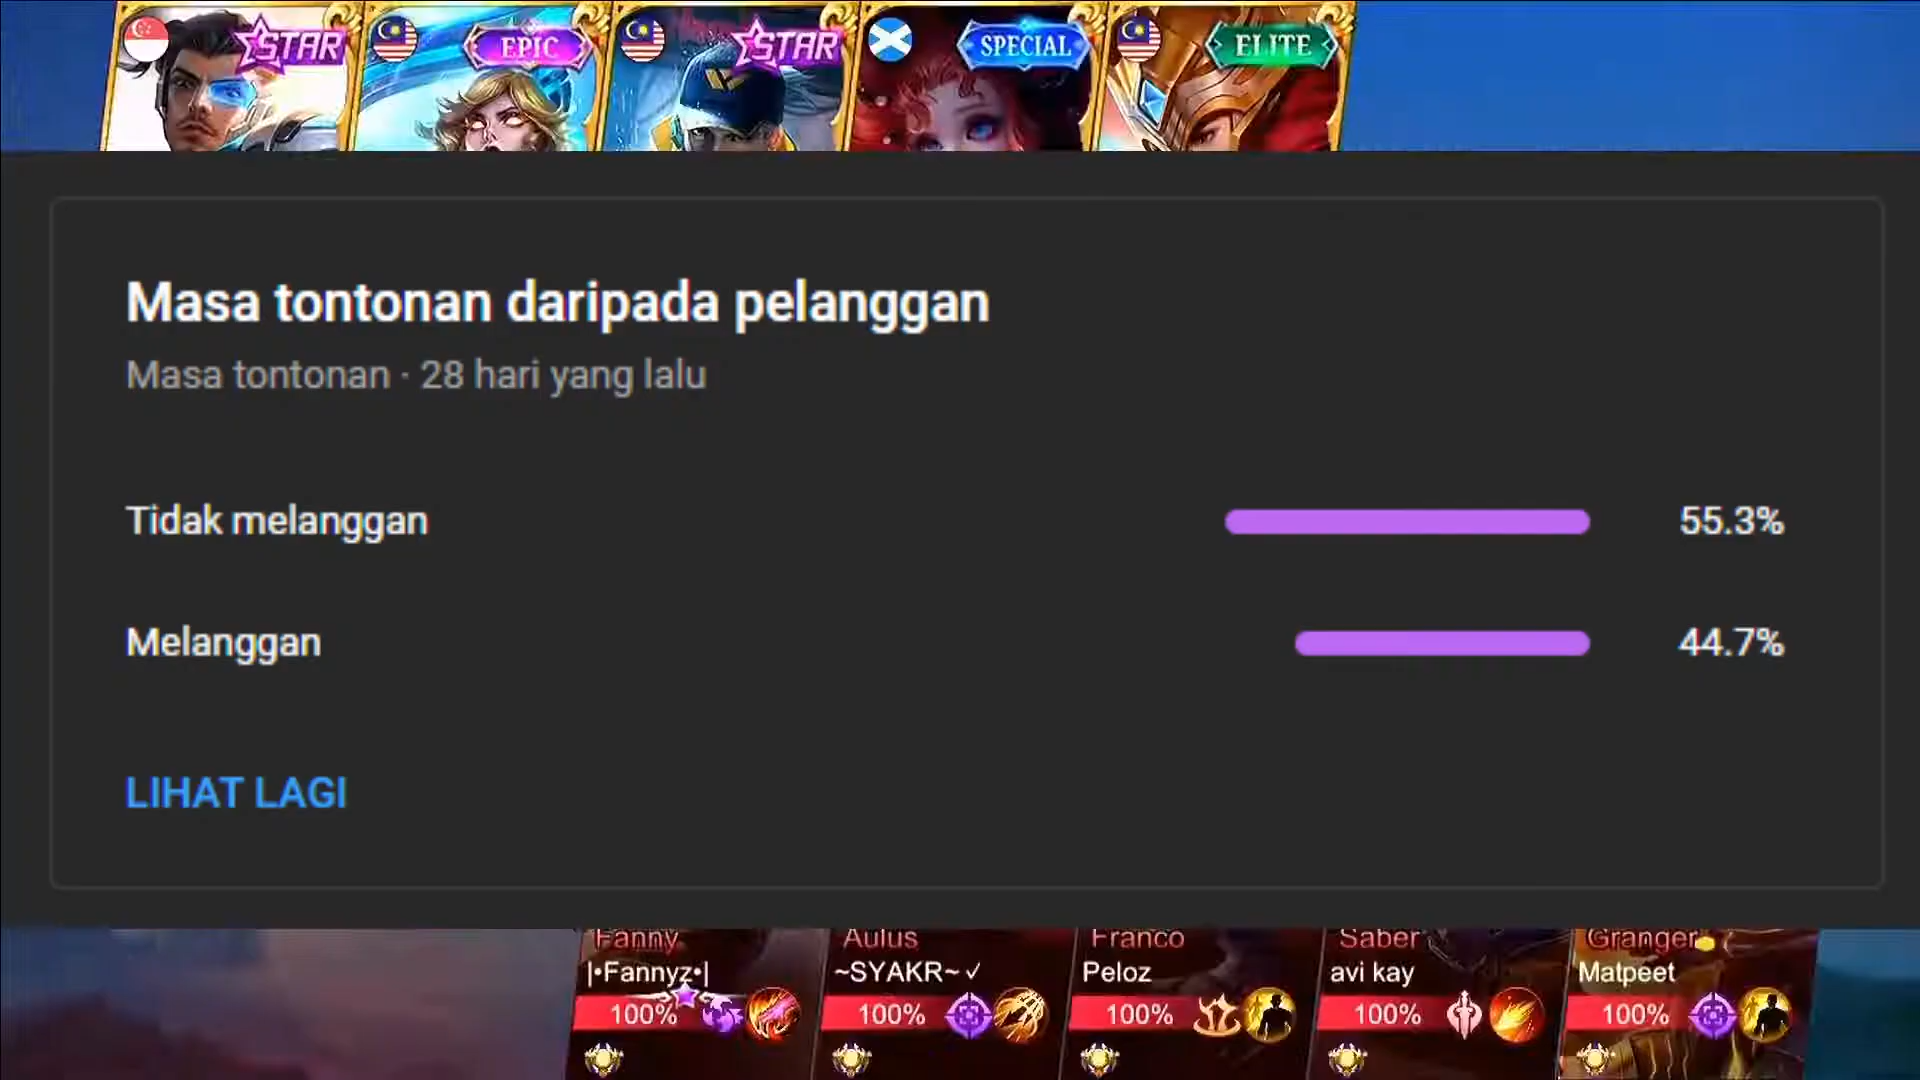 STAR
EPIC
STAR
SPECIAL
ELITE
Masa tontonan daripada pelanggan
Masa tontonan · 28 hari yang lalu
Tidak melanggan 55.3%
Melanggan 44.7%
LIHAT LAGI
Fanny Aulus Franco Saber Granger
|•Fannyz•| ~SYAKR~✓ Peloz avi kay Matpeet
100% 100% 100% 100% 100%